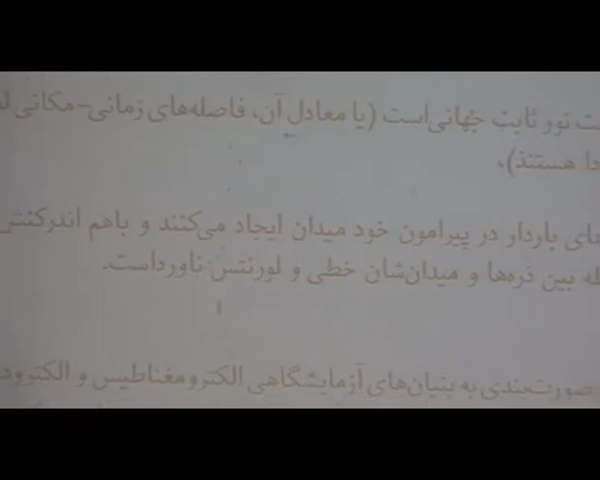 ت نور ثابت جهانی‌است (یا معادل آن، فاصله‌های زمانی-مکانی
دا هستند).
های باردار در پیرامون خود میدان ایجاد می‌کنند و باهم اندرکنش
له بین ذره‌ها و میدان‌شان خطی و لورنتس ناورداست.
صورت‌بندی به بنیان‌های آزمایشگاهی الکترومغناطیس و الکترود